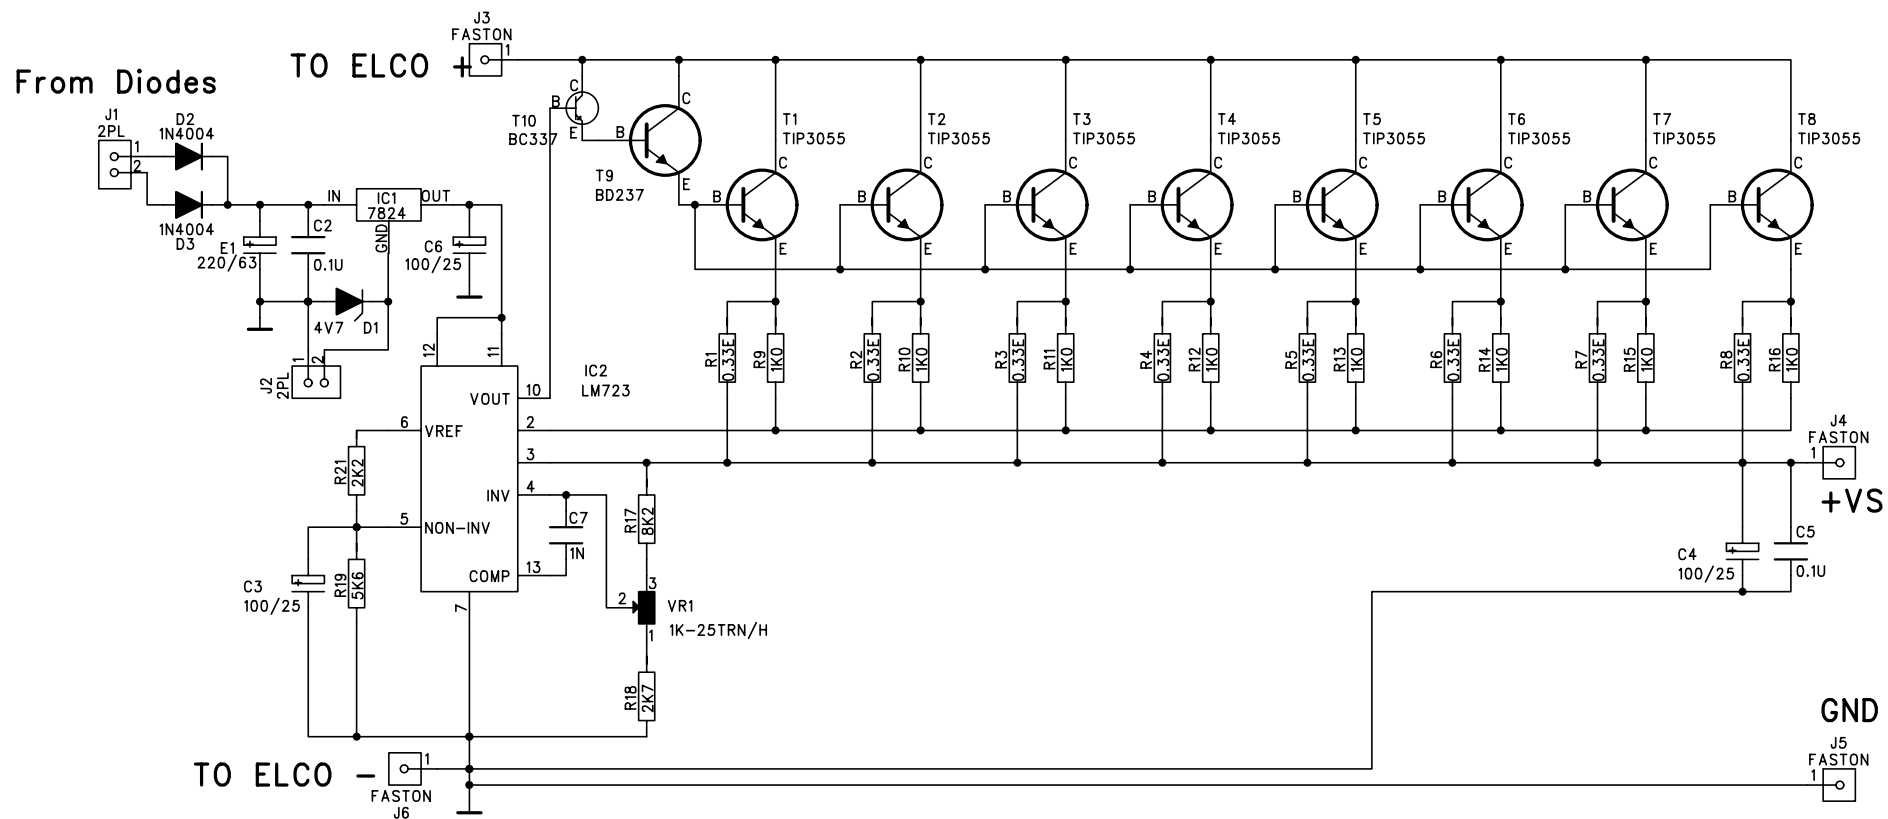 From Diodes
TO ELCO +
J3
FASTON
1
J1
2PL
1
2
D2
1N4004
1N4004
D3
E1
220/63
C2
0.1U
IN
IC1
7824
OUT
GND
C6
100/25
4V7
D1
J2
2PL
1
2
T10
BC337
B
C
E
T9
BD237
B
C
E
T1
TIP3055
B
C
E
T2
TIP3055
B
C
E
T3
TIP3055
B
C
E
T4
TIP3055
B
C
E
T5
TIP3055
B
C
E
T6
TIP3055
B
C
E
T7
TIP3055
B
C
E
T8
TIP3055
B
C
E
R1
0.33E
R9
1K0
R2
0.33E
R10
1K0
R3
0.33E
R11
1K0
R4
0.33E
R12
1K0
R5
0.33E
R13
1K0
R6
0.33E
R14
1K0
R7
0.33E
R15
1K0
R8
0.33E
R16
1K0
IC2
LM723
12
11
VOUT
10
2
3
INV
4
COMP
13
6
VREF
5
NON-INV
7
R21
2K2
R19
5K6
C3
100/25
C7
1N
R17
8K2
3
2
1
VR1
1K-25TRN/H
R18
2K7
J4
FASTON
1
+VS
C4
100/25
C5
0.1U
GND
J5
FASTON
1
TO ELCO -
1
FASTON
J6